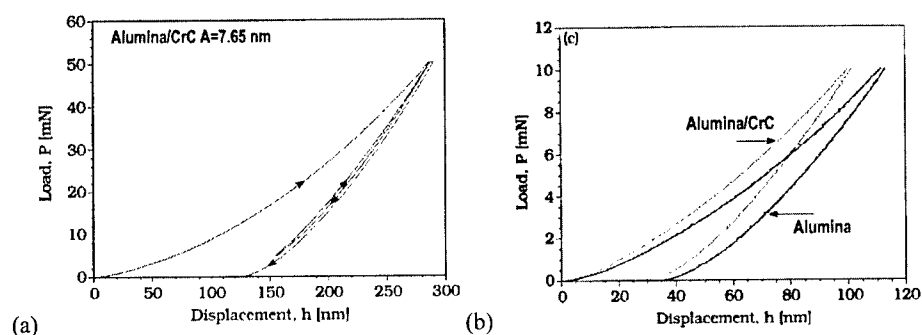 60
50
40
30
20
10
0
Load, P [mN]
Alumina/CrC A=7.65 nm
0 50 100 150 200 250 300
Displacement, h [nm]
(a)
12
10
8
6
4
2
0
Load, P [mN]
(c)
Alumina/CrC
Alumina
0 20 40 60 80 100 120
Displacement, h [nm]
(b)